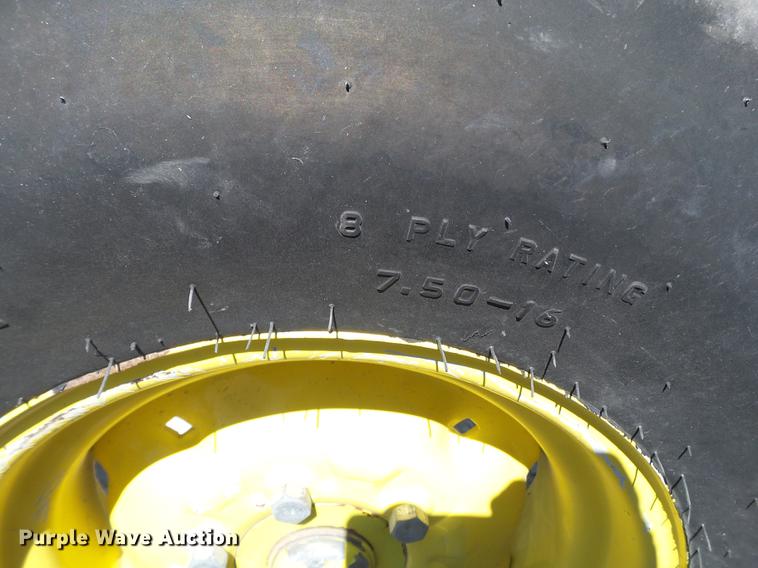 8 PLY RATING
7.50-16
Purple Wave Auction